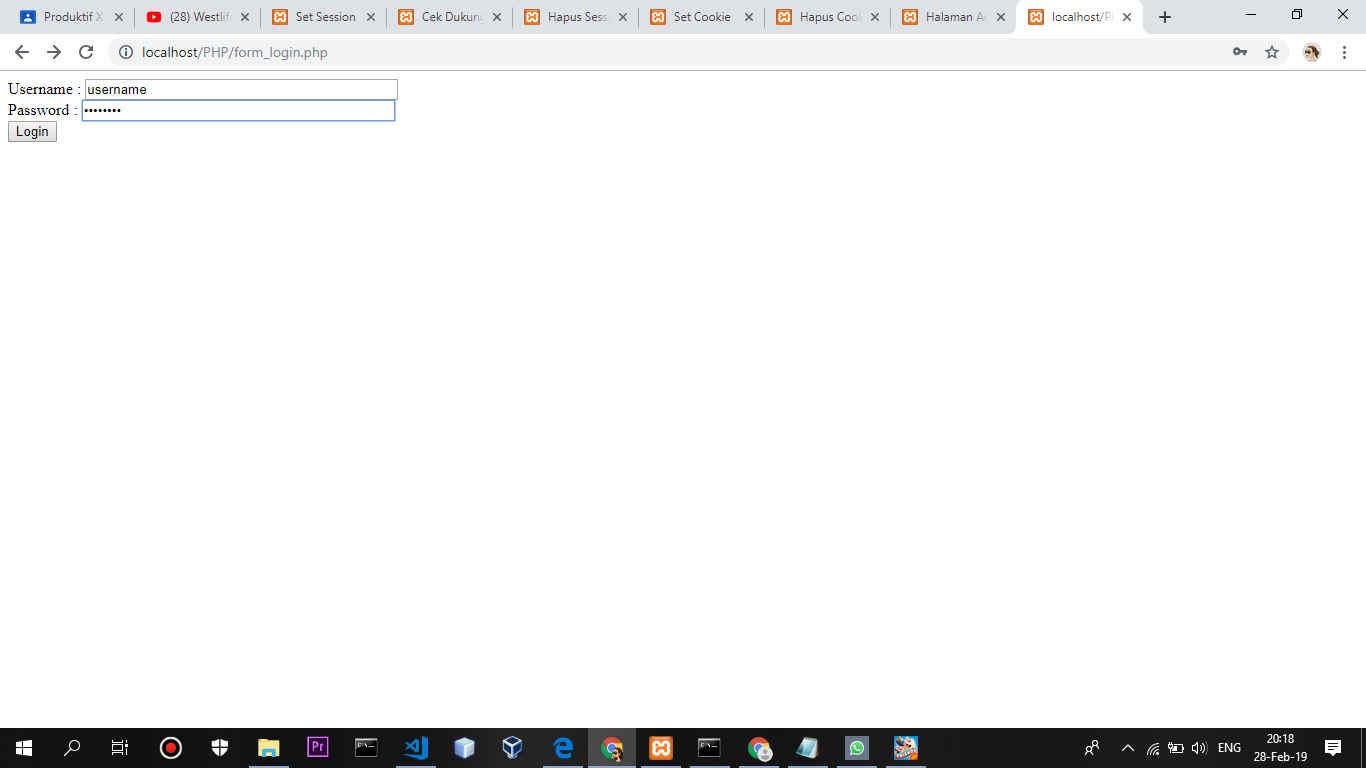 Produktif X
(28) Westlif
Set Session
Cek Dukung
Hapus Sess
Set Cookie
Hapus Cook
Halaman Ad
localhost/P
localhost/PHP/form_login.php
Username : username
Password : ••••••••
Login
Pr
ENG
20:18
28-Feb-19